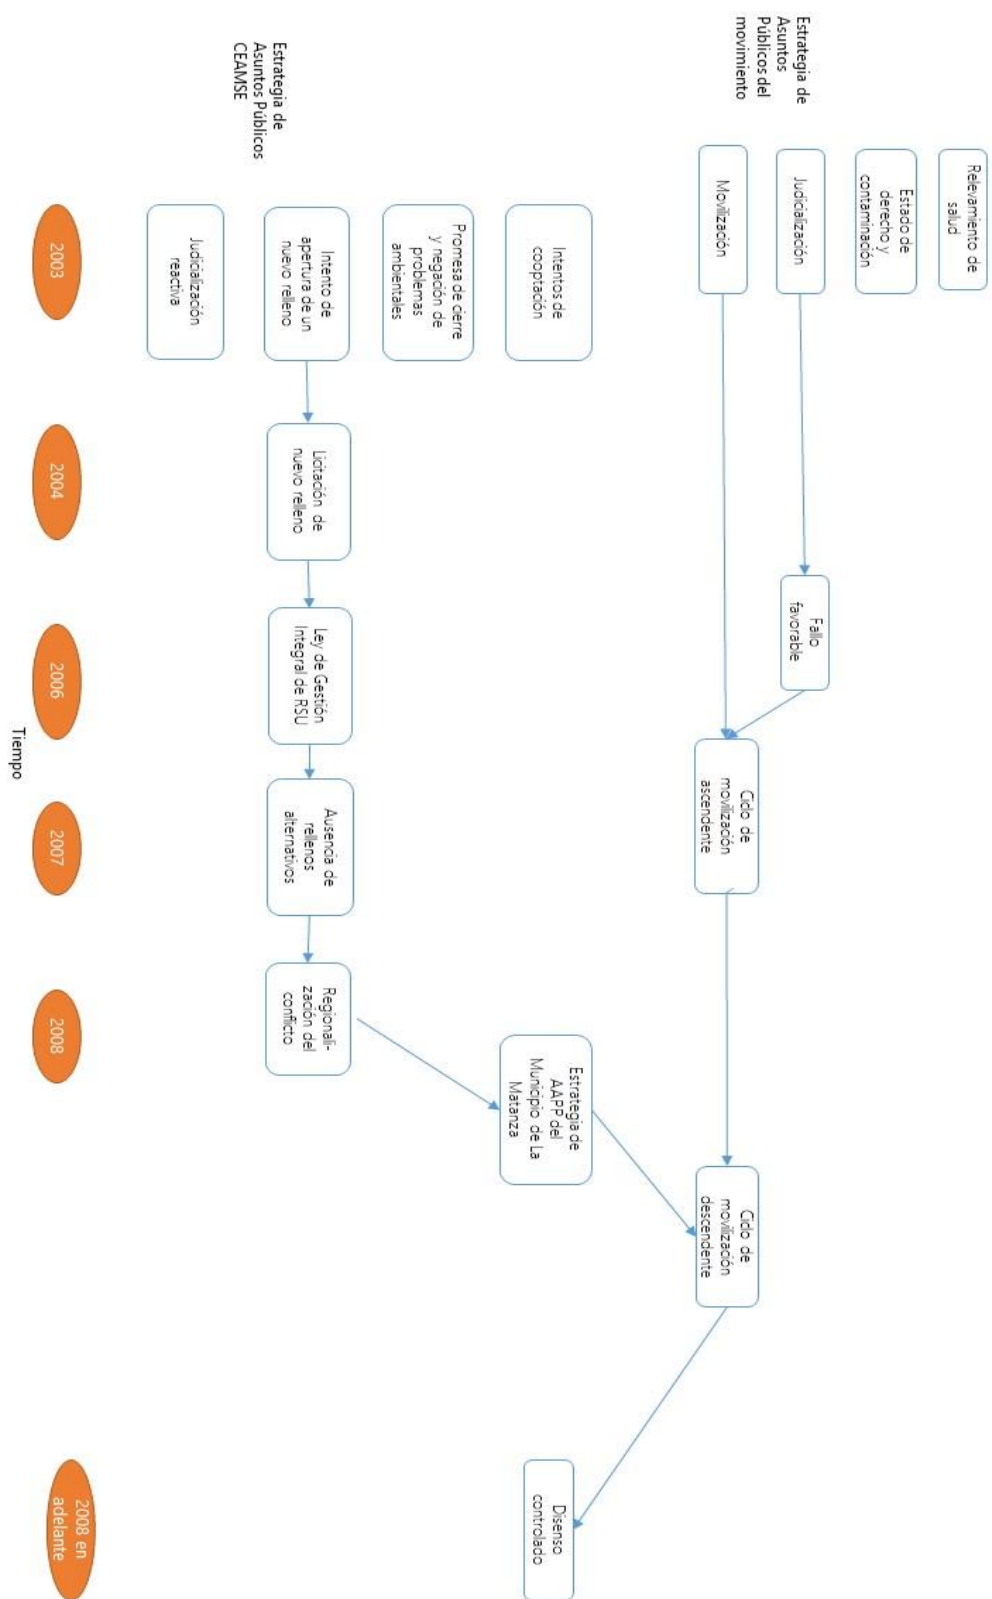 Estrategia de
Asuntos
Públicos del
movimiento
Relevamiento de
salud
Estado de
derecho y
contaminación
Judicialización
Movilización
Fallo
favorable
Ciclo de
movilización
ascendente
Ciclo de
movilización
descendente
Disenso
controlado
Estrategia de
AAPP del
Municipio de La
Matanza
Estrategia de
Asuntos Públicos
CEAMSE
Intentos de
cooptación
Promesa de cierre
y negación de
problemas
ambientales
Intento de
apertura de un
nuevo relleno
Judicialización
reactiva
Licitación de
nuevo relleno
Ley de Gestión
Integral de RSU
Ausencia de
rellenos
alternativos
Regionali-
zación del
conflicto
2003
2004
2006
2007
2008
2008 en
adelante
Tiempo